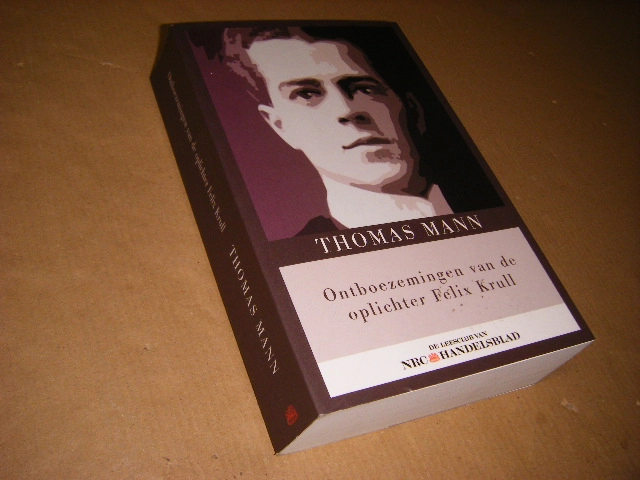 THOMAS MANN
Ontboezemingen van de
oplichter Felix Krull
DE LEESCLUB VAN
NRC HANDELSBLAD
Ontboezemingen van de oplichter Felix Krull THOMAS MANN